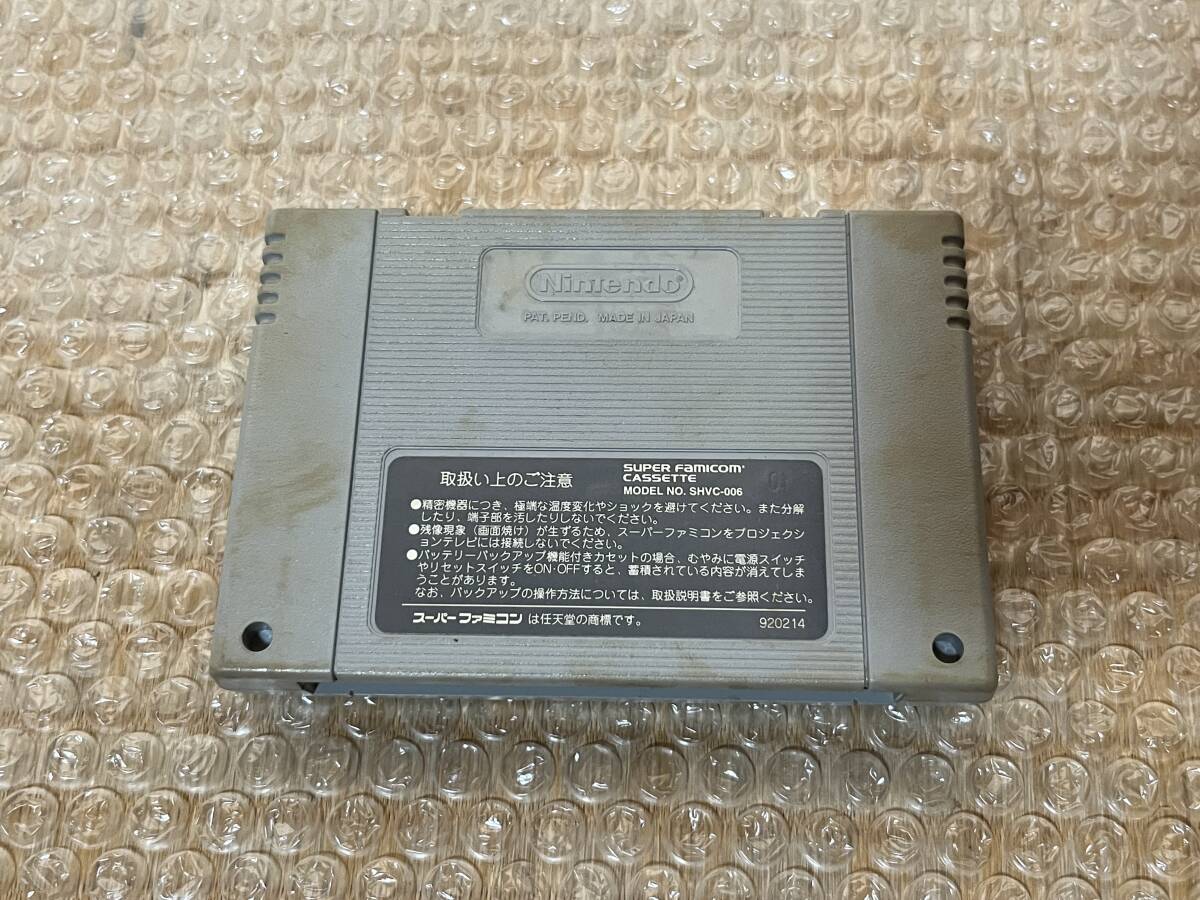 Nintendo
PAT. PEND. MADE IN JAPAN
取扱い上のご注意
SUPER FAMICOM
CASSETTE
MODEL NO. SHVC-006
●精密機器につき、極端な温度変化やショックを避けてください。また分解
したり、端子部を汚したりしないでください。
●残像現象（画面焼け）が生ずるため、スーパーファミコンをプロジェクシ
ョンテレビには接続しないでください。
●バッテリーバックアップ機能付きカセットの場合、むやみに電源スイッチ
やリセットスイッチをON・OFFすると、蓄積されている内容が消えてしま
うことがあります。
なお、バックアップの操作方法については、取扱説明書をご参照ください。
スーパーファミコンは任天堂の商標です。
920214